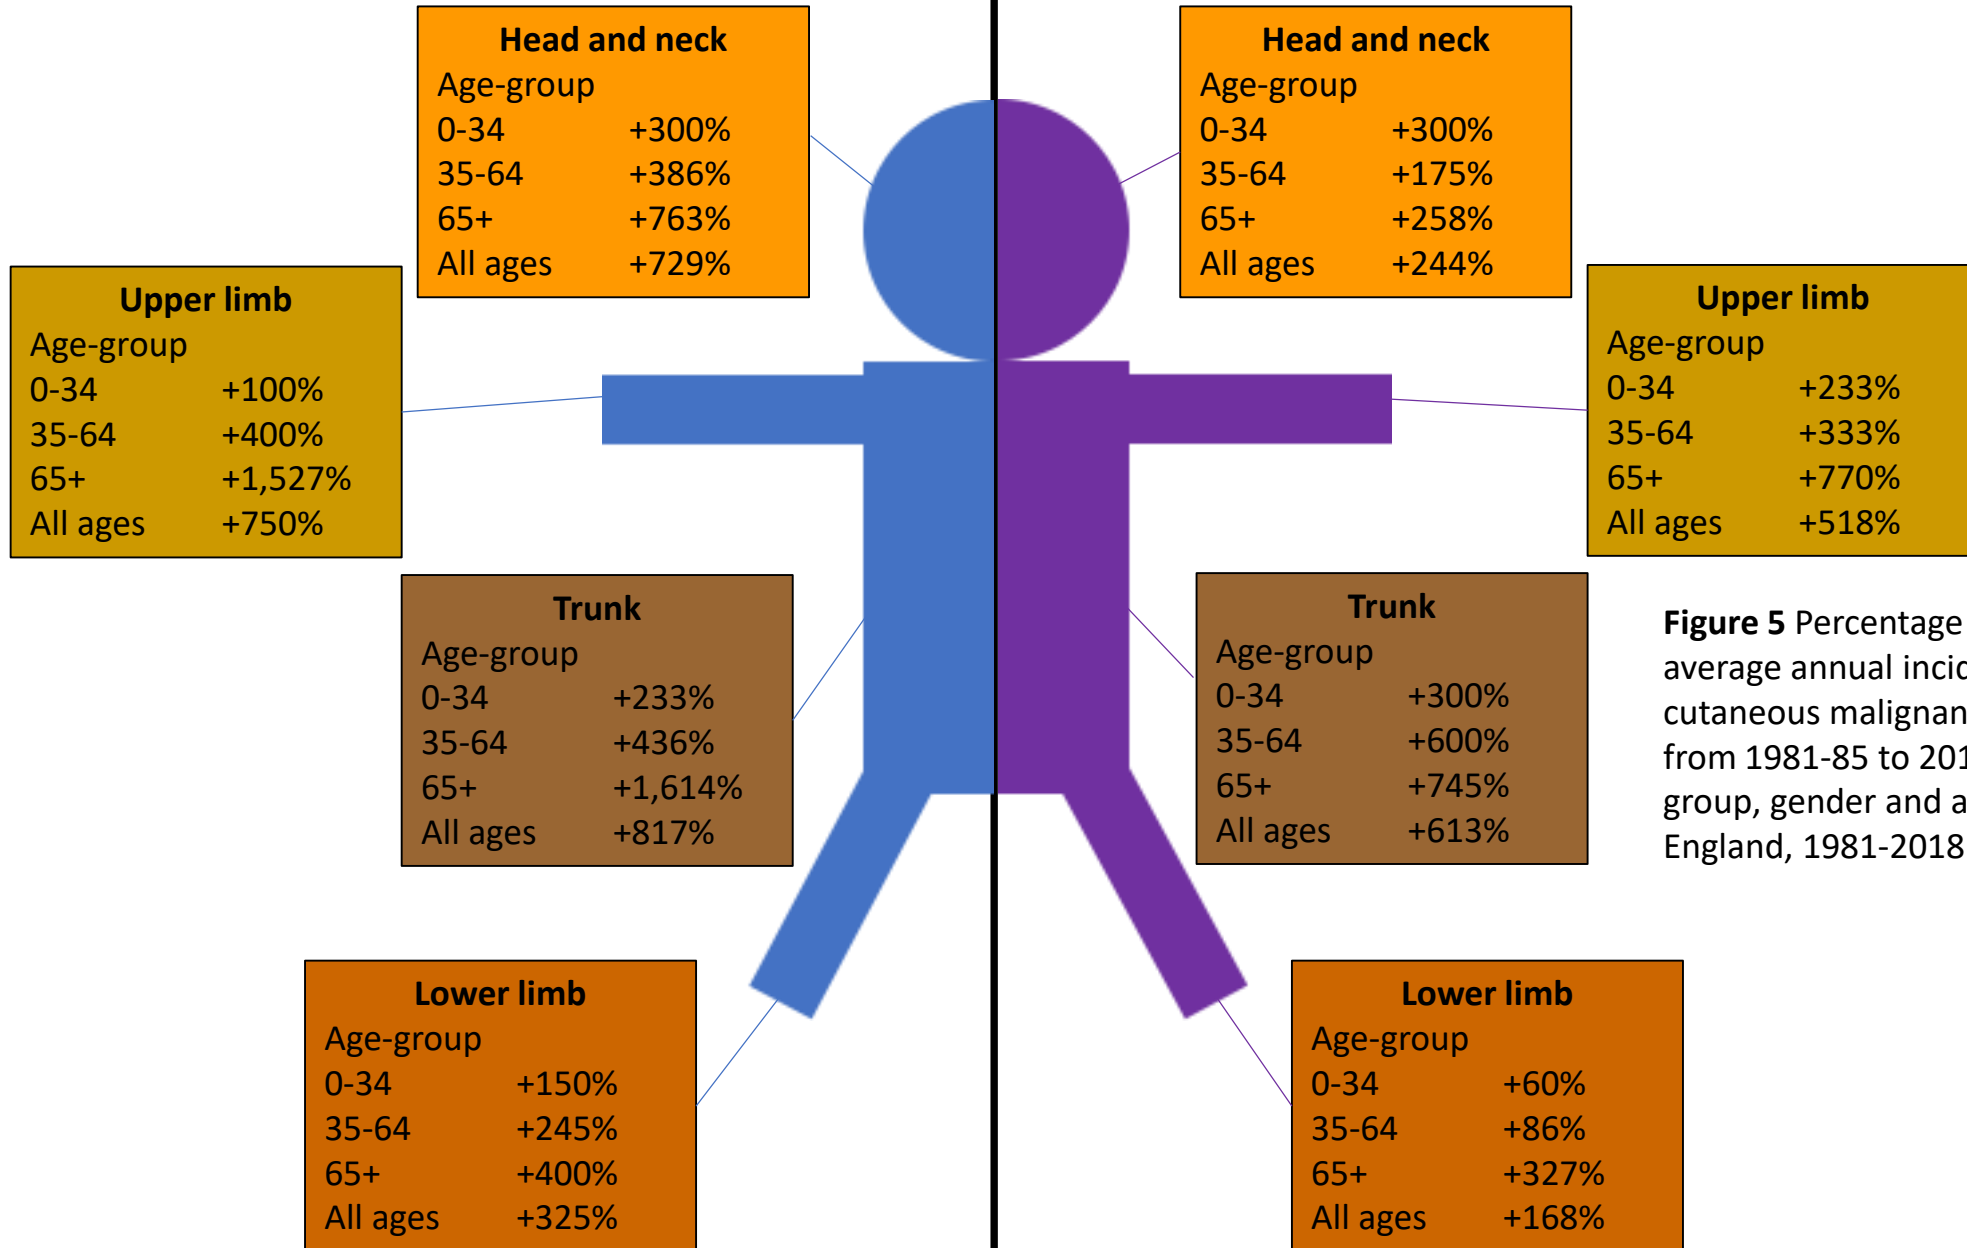 Head and neck
Age-group
0-34 +300%
35-64 +386%
65+ +763%
All ages +729%
Head and neck
Age-group
0-34 +300%
35-64 +175%
65+ +258%
All ages +244%
Upper limb
Age-group
0-34 +100%
35-64 +400%
65+ +1,527%
All ages +750%
Upper limb
Age-group
0-34 +233%
35-64 +333%
65+ +770%
All ages +518%
Trunk
Age-group
0-34 +233%
35-64 +436%
65+ +1,614%
All ages +817%
Trunk
Age-group
0-34 +300%
35-64 +600%
65+ +745%
All ages +613%
Figure 5 Percentage
average annual
cutaneous
from 1981-85 to
group, gender and
England, 1981-2018
Lower limb
Age-group
0-34 +150%
35-64 +245%
65+ +400%
All ages +325%
Lower limb
Age-group
0-34 +60%
35-64 +86%
65+ +327%
All ages +168%